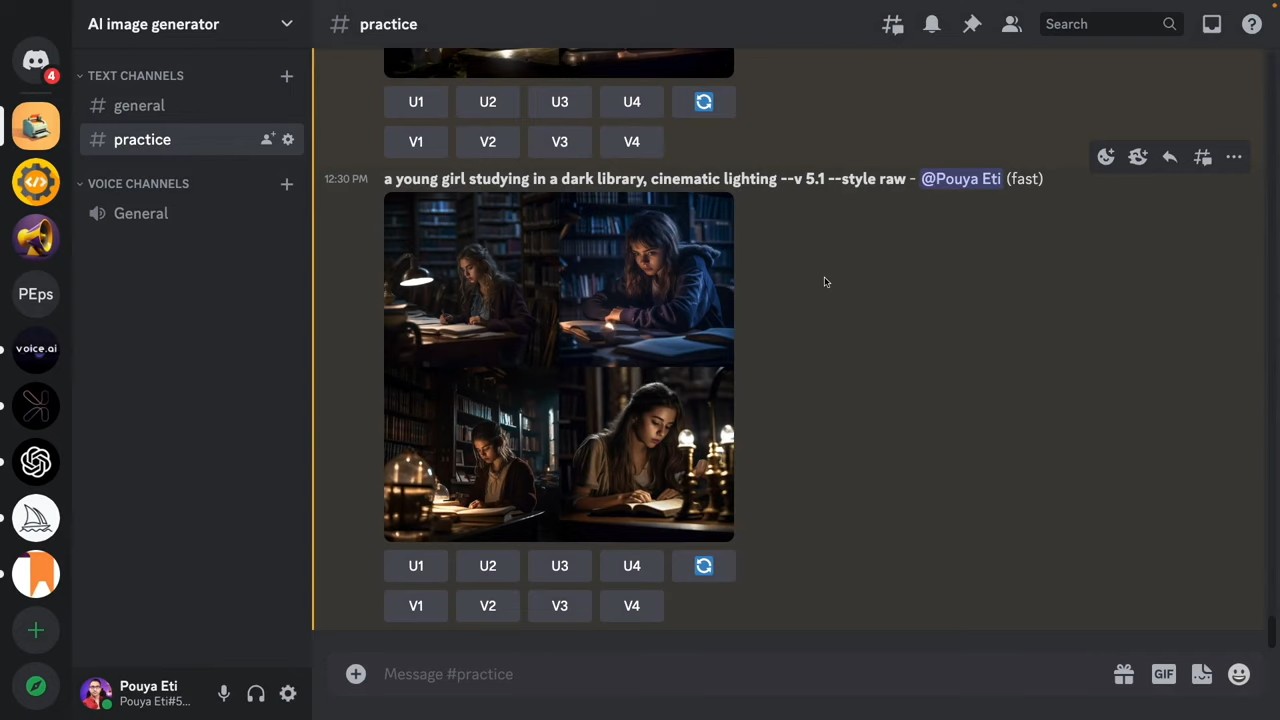 AI image generator
# practice
Search
4
TEXT CHANNELS
# general
# practice
VOICE CHANNELS
General
PEps
voice.ai
U1 U2 U3 U4
V1 V2 V3 V4
12:30 PM a young girl studying in a dark library, cinematic lighting --v 5.1 --style raw - @Pouya Eti (fast)
U1 U2 U3 U4
V1 V2 V3 V4
Message #practice
GIF
Pouya Eti
Pouya Eti#5...